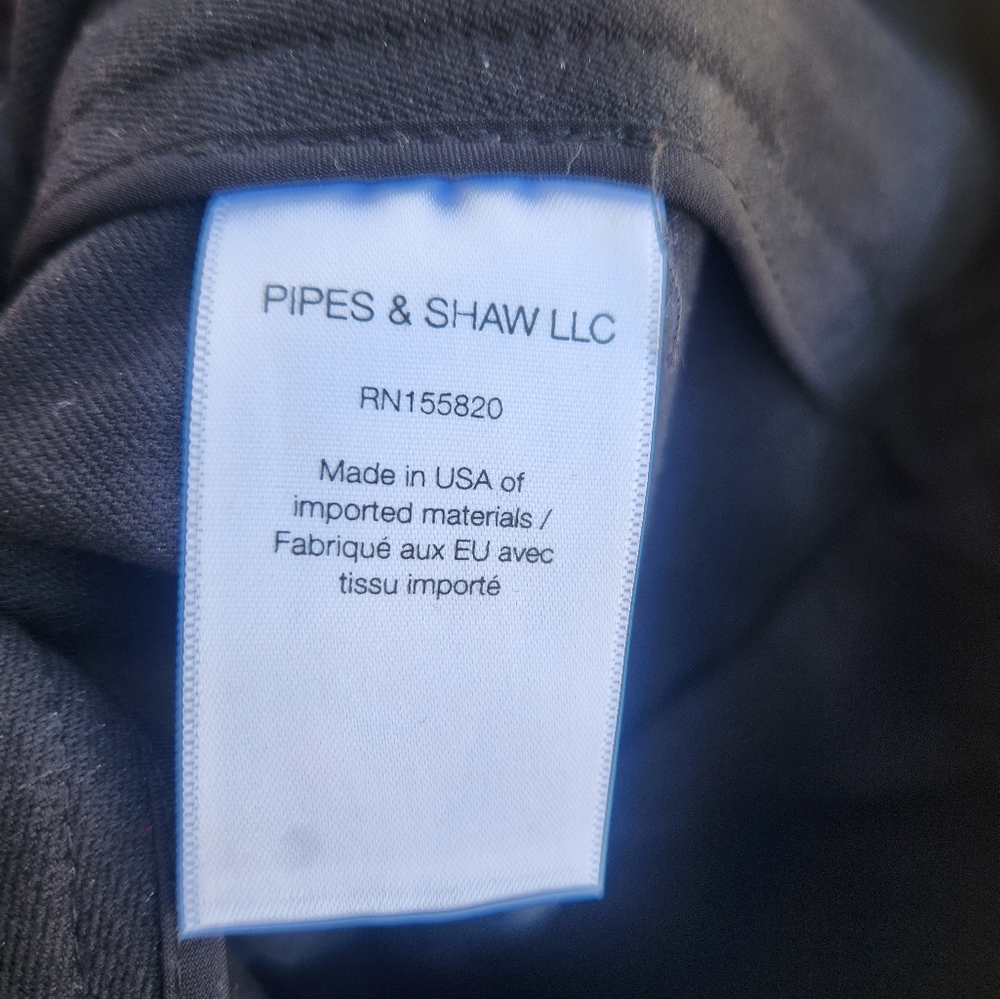 PIPES & SHAW LLC
RN155820
Made in USA of
imported materials /
Fabriqué aux EU avec
tissu importé